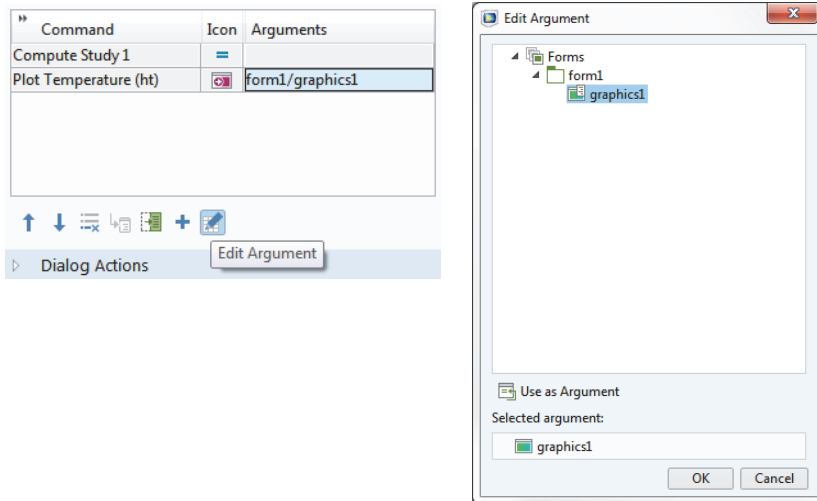 Command Icon Arguments
Compute Study 1 =
Plot Temperature (ht) form1/graphics1
Edit Argument
Dialog Actions
Edit Argument
Forms
form1
graphics1
Use as Argument
Selected argument:
graphics1
OK Cancel